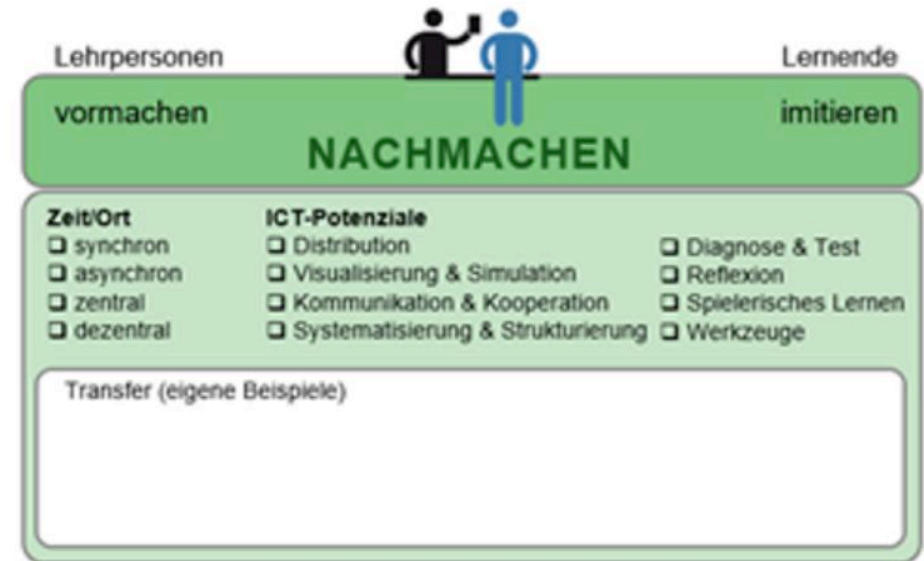 Lehrpersonen
Lernende
vormachen
imitieren
NACHMACHEN
Zeit/Ort
❑ synchron
❑ asynchron
❑ zentral
❑ dezentral
ICT-Potenziale
❑ Distribution
❑ Visualisierung & Simulation
❑ Kommunikation & Kooperation
❑ Systematisierung & Strukturierung
❑ Diagnose & Test
❑ Reflexion
❑ Spielerisches Lernen
❑ Werkzeuge
Transfer (eigene Beispiele)